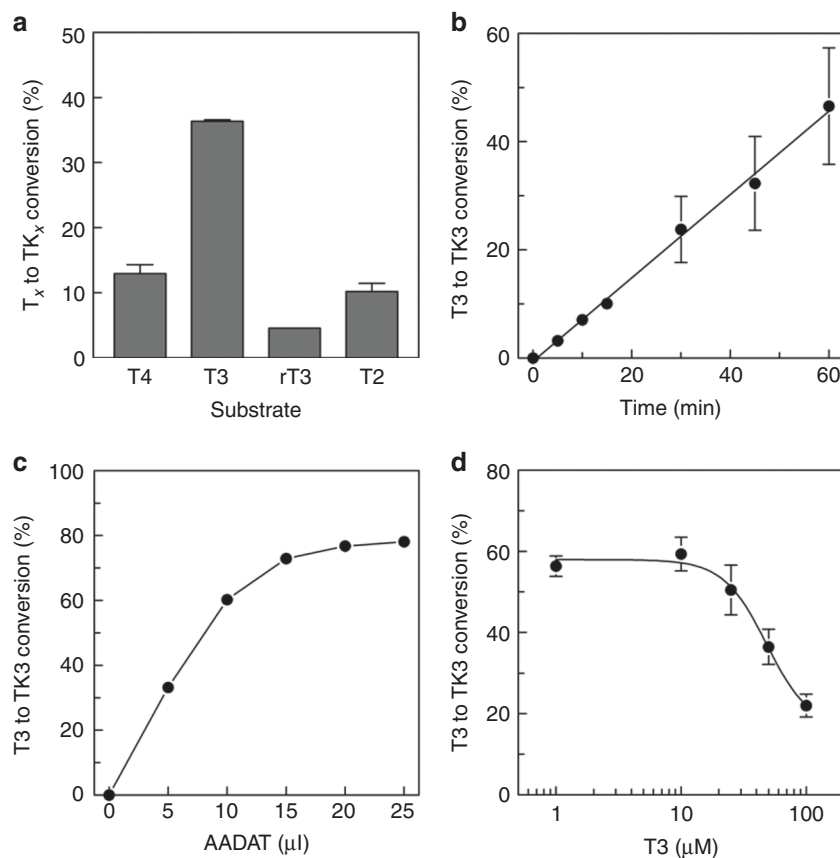 a
T_x to TK_x conversion (%)
50
40
30
20
10
0
T4 T3 rT3 T2
Substrate
b
T3 to TK3 conversion (%)
60
40
20
0
0 20 40 60
Time (min)
c
T3 to TK3 conversion (%)
100
80
60
40
20
0
0 5 10 15 20 25
AADAT (μl)
d
T3 to TK3 conversion (%)
80
60
40
20
0
1 10 100
T3 (μM)